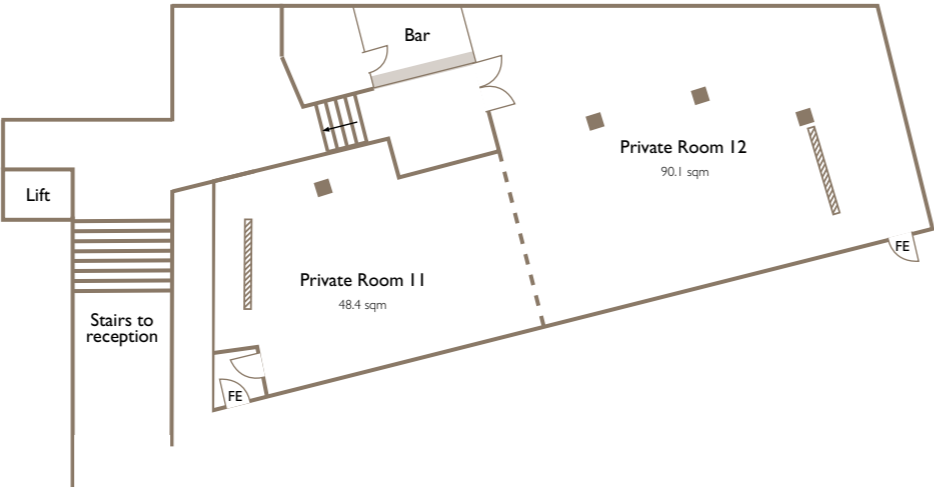 Bar
Private Room 12
90.1 sqm
Lift
FE
Private Room 11
48.4 sqm
Stairs to
reception
FE